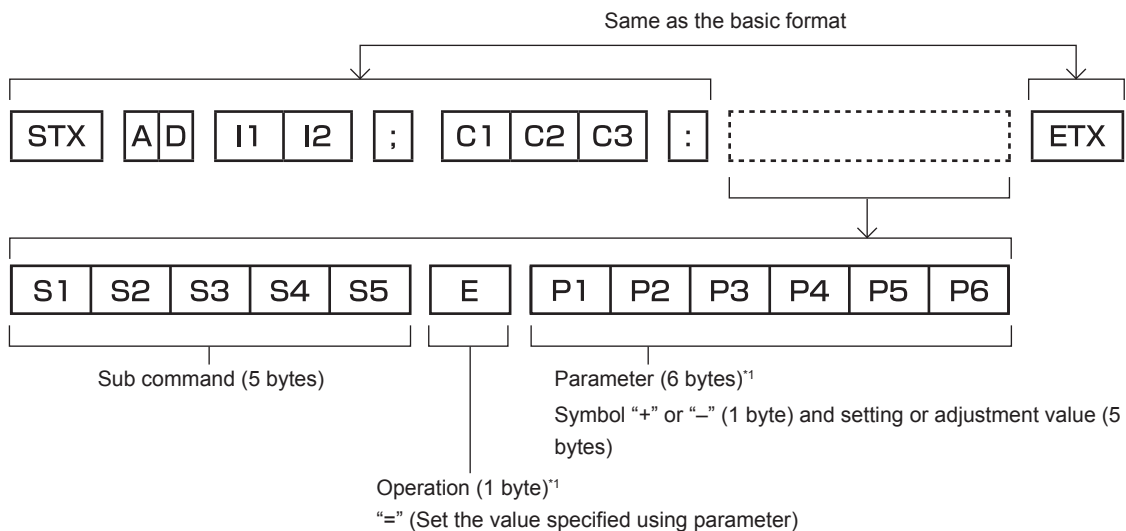 Same as the basic format
STX A D I1 I2 ; C1 C2 C3 : ETX
S1 S2 S3 S4 S5 E P1 P2 P3 P4 P5 P6
Sub command (5 bytes)
Parameter (6 bytes)*1
Symbol “+” or “–” (1 byte) and setting or adjustment value (5
bytes)
Operation (1 byte)*1
“=” (Set the value specified using parameter)